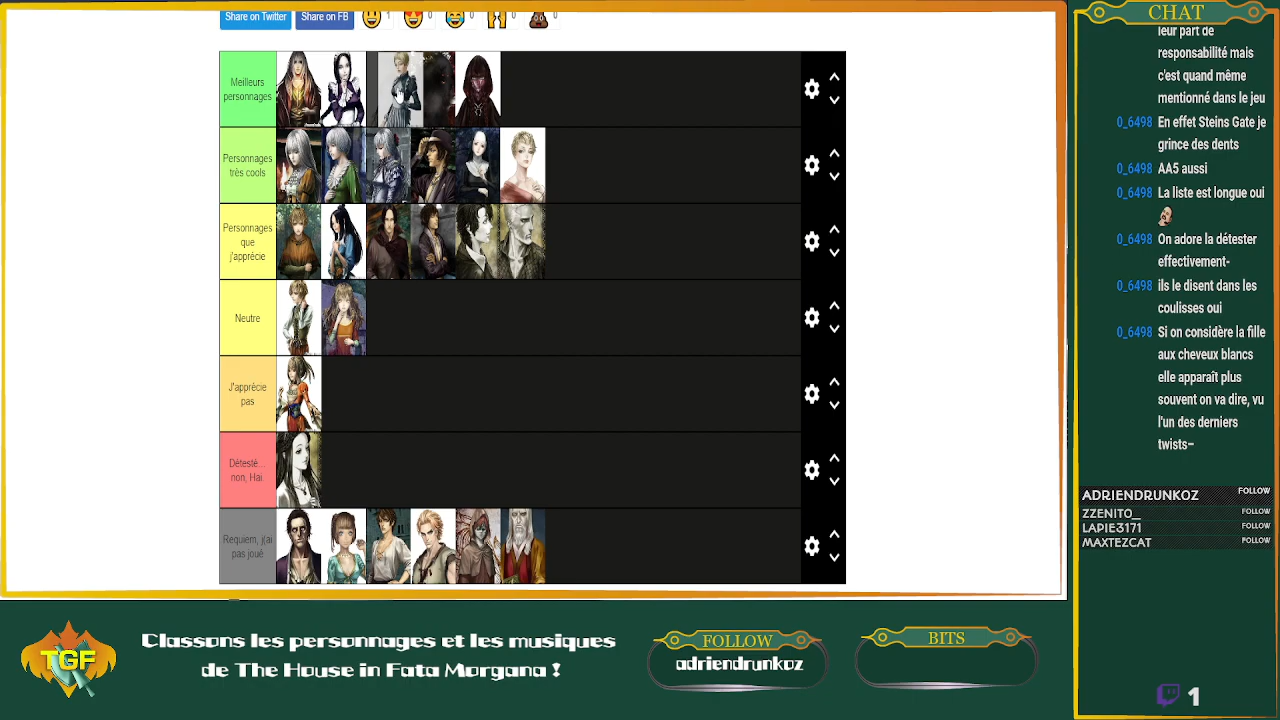 Share on Twitter
Share on FB
Meilleurs
personnages
Personnages
très cools
Personnages
que
j'apprécie
Neutre
J'apprécie
pas
Détesté...
non, Hai.
Requiem, j(ai
pas joué
CHAT
leur part de
responsabilité mais
c'est quand même
mentionné dans le jeu
0_6498 En effet Steins Gate je
grince des dents
0_6498 AA5 aussi
0_6498 La liste est longue oui
0_6498 On adore la détester
effectivement-
0_6498 ils le disent dans les
coulisses oui
0_6498 Si on considère la fille
aux cheveux blancs
elle apparaît plus
souvent on va dire, vu
l'un des derniers
twists–
ADRIENDRUNKOZ FOLLOW
ZZENITO_ FOLLOW
LAPIE3171 FOLLOW
MAXTEZCAT FOLLOW
TGF
Classons les personnages et les musiques
de The House in Fata Morgana !
FOLLOW
adriendrunkoz
BITS
1